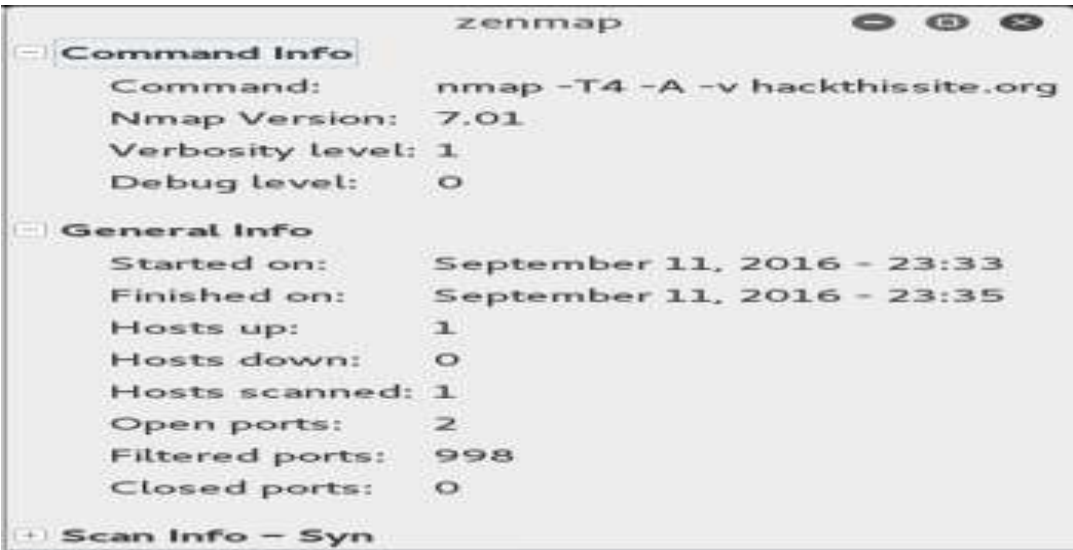 zenmap
Command Info
Command: nmap -T4 -A -v hackthissite.org
Nmap Version: 7.01
Verbosity level: 1
Debug level: 0
General Info
Started on: September 11, 2016 - 23:33
Finished on: September 11, 2016 - 23:35
Hosts up: 1
Hosts down: 0
Hosts scanned: 1
Open ports: 2
Filtered ports: 998
Closed ports: 0
Scan Info - Syn